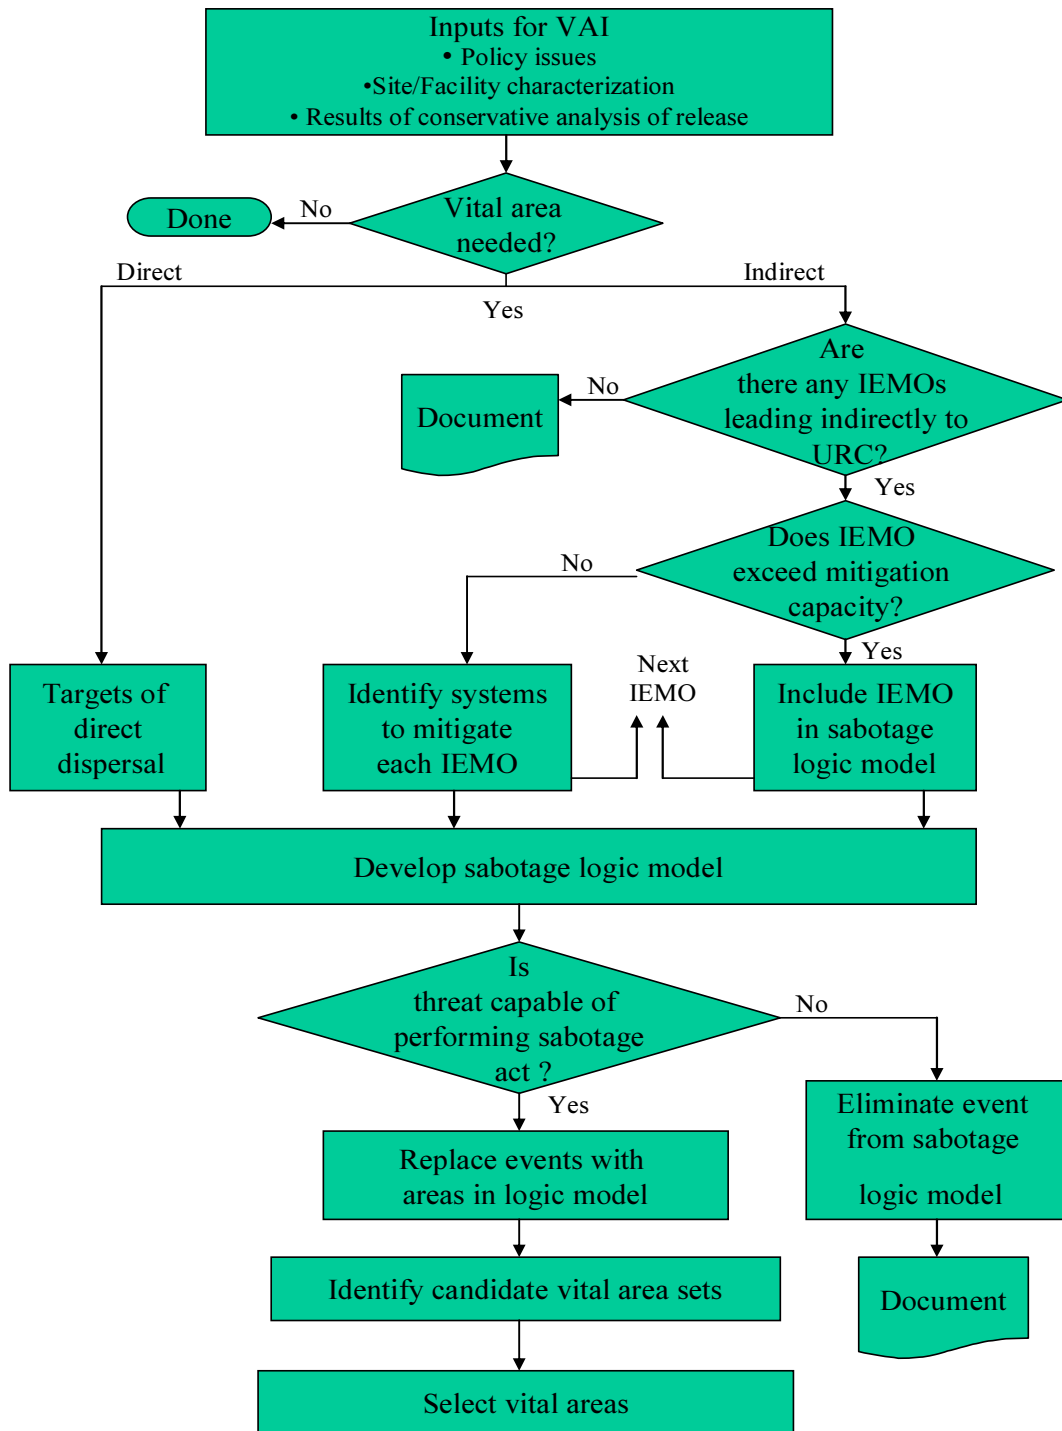 Inputs for VAI
• Policy issues
•Site/Facility characterization
• Results of conservative analysis of release
Vital area
needed?
No
Done
Direct
Yes
Indirect
Are
there any IEMOs
leading indirectly to
URC?
No
Document
Yes
Does IEMO
exceed mitigation
capacity?
No
Yes
Targets of
direct
dispersal
Identify systems
to mitigate
each IEMO
Next
IEMO
Include IEMO
in sabotage
logic model
Develop sabotage logic model
Is
threat capable of
performing sabotage
act ?
No
Yes
Eliminate event
from sabotage
logic model
Replace events with
areas in logic model
Identify candidate vital area sets
Document
Select vital areas